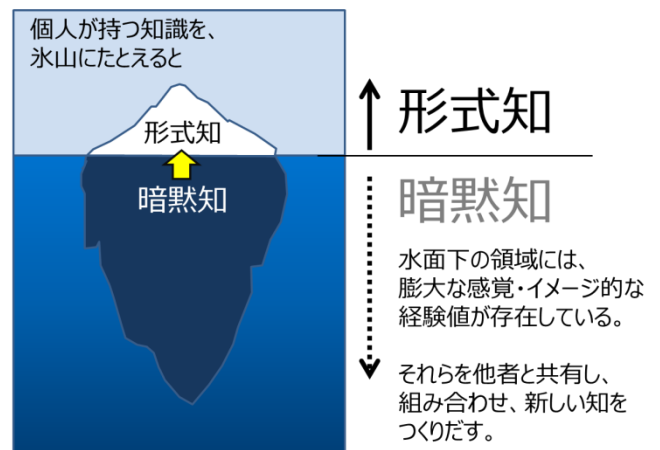 個人が持つ知識を、
氷山にたとえると
形式知
暗黙知
形式知
暗黙知
水面下の領域には、
膨大な感覚・イメージ的な
経験値が存在している。
それらを他者と共有し、
組み合わせ、新しい知を
つくりだす。